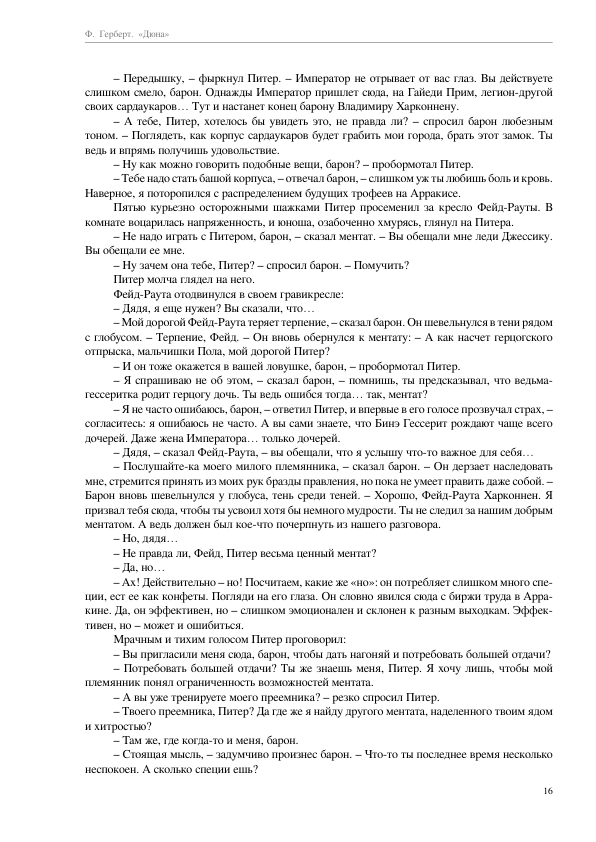 Ф. Герберт. «Дюна»
– Передышку, – фыркнул Питер. – Император не отрывает от вас глаз. Вы действуете
слишком смело, барон. Однажды Император пришлет сюда, на Гайеди Прим, легион-другой
своих сардаукаров… Тут и настанет конец барону Владимиру Харконнену.
– А тебе, Питер, хотелось бы увидеть это, не правда ли? – спросил барон любезным
тоном. – Поглядеть, как корпус сардаукаров будет грабить мои города, брать этот замок. Ты
ведь и впрямь получишь удовольствие.
– Ну как можно говорить подобные вещи, барон? – пробормотал Питер.
– Тебе надо стать башой корпуса, – отвечал барон, – слишком уж ты любишь боль и кровь.
Наверное, я поторопился с распределением будущих трофеев на Арракисе.
Пятью курьезно осторожными шажками Питер просеменил за кресло Фейд-Рауты. В
комнате воцарилась напряженность, и юноша, озабоченно хмурясь, глянул на Питера.
– Не надо играть с Питером, барон, – сказал ментат. – Вы обещали мне леди Джессику.
Вы обещали ее мне.
– Ну зачем она тебе, Питер? – спросил барон. – Помучить?
Питер молча глядел на него.
Фейд-Раута отодвинулся в своем гравикресле:
– Дядя, я еще нужен? Вы сказали, что…
– Мой дорогой Фейд-Раута теряет терпение, – сказал барон. Он шевельнулся в тени рядом
с глобусом. – Терпение, Фейд. – Он вновь обернулся к ментату: – А как насчет герцогского
отпрыска, мальчишки Пола, мой дорогой Питер?
– И он тоже окажется в вашей ловушке, барон, – пробормотал Питер.
– Я спрашиваю не об этом, – сказал барон, – помнишь, ты предсказывал, что ведьма-
гессеритка родит герцогу дочь. Ты ведь ошибся тогда… так, ментат?
– Я не часто ошибаюсь, барон, – ответил Питер, и впервые в его голосе прозвучал страх, –
согласитесь: я ошибаюсь не часто. А вы сами знаете, что Бинэ Гессерит рождают чаще всего
дочерей. Даже жена Императора… только дочерей.
– Дядя, – сказал Фейд-Раута, – вы обещали, что я услышу что-то важное для себя…
– Послушайте-ка моего милого племянника, – сказал барон. – Он дерзает наследовать
мне, стремится принять из моих рук бразды правления, но пока не умеет править даже собой. –
Барон вновь шевельнулся у глобуса, тень среди теней. – Хорошо, Фейд-Раута Харконнен. Я
призвал тебя сюда, чтобы ты усвоил хотя бы немного мудрости. Ты не следил за нашим добрым
ментатом. А ведь должен был кое-что почерпнуть из нашего разговора.
– Но, дядя…
– Не правда ли, Фейд, Питер весьма ценный ментат?
– Да, но…
– Ах! Действительно – но! Посчитаем, какие же «но»: он потребляет слишком много спе-
ции, ест ее как конфеты. Погляди на его глаза. Он словно явился сюда с биржи труда в Арра-
кине. Да, он эффективен, но – слишком эмоционален и склонен к разным выходкам. Эффек-
тивен, но – может и ошибиться.
Мрачным и тихим голосом Питер проговорил:
– Вы пригласили меня сюда, барон, чтобы дать нагоняй и потребовать большей отдачи?
– Потребовать большей отдачи? Ты же знаешь меня, Питер. Я хочу лишь, чтобы мой
племянник понял ограниченность возможностей ментата.
– А вы уже тренируете моего преемника? – резко спросил Питер.
– Твоего преемника, Питер? Да где же я найду другого ментата, наделенного твоим ядом
и хитростью?
– Там же, где когда-то и меня, барон.
– Стоящая мысль, – задумчиво произнес барон. – Что-то ты последнее время несколько
неспокоен. А сколько специи ешь?
16